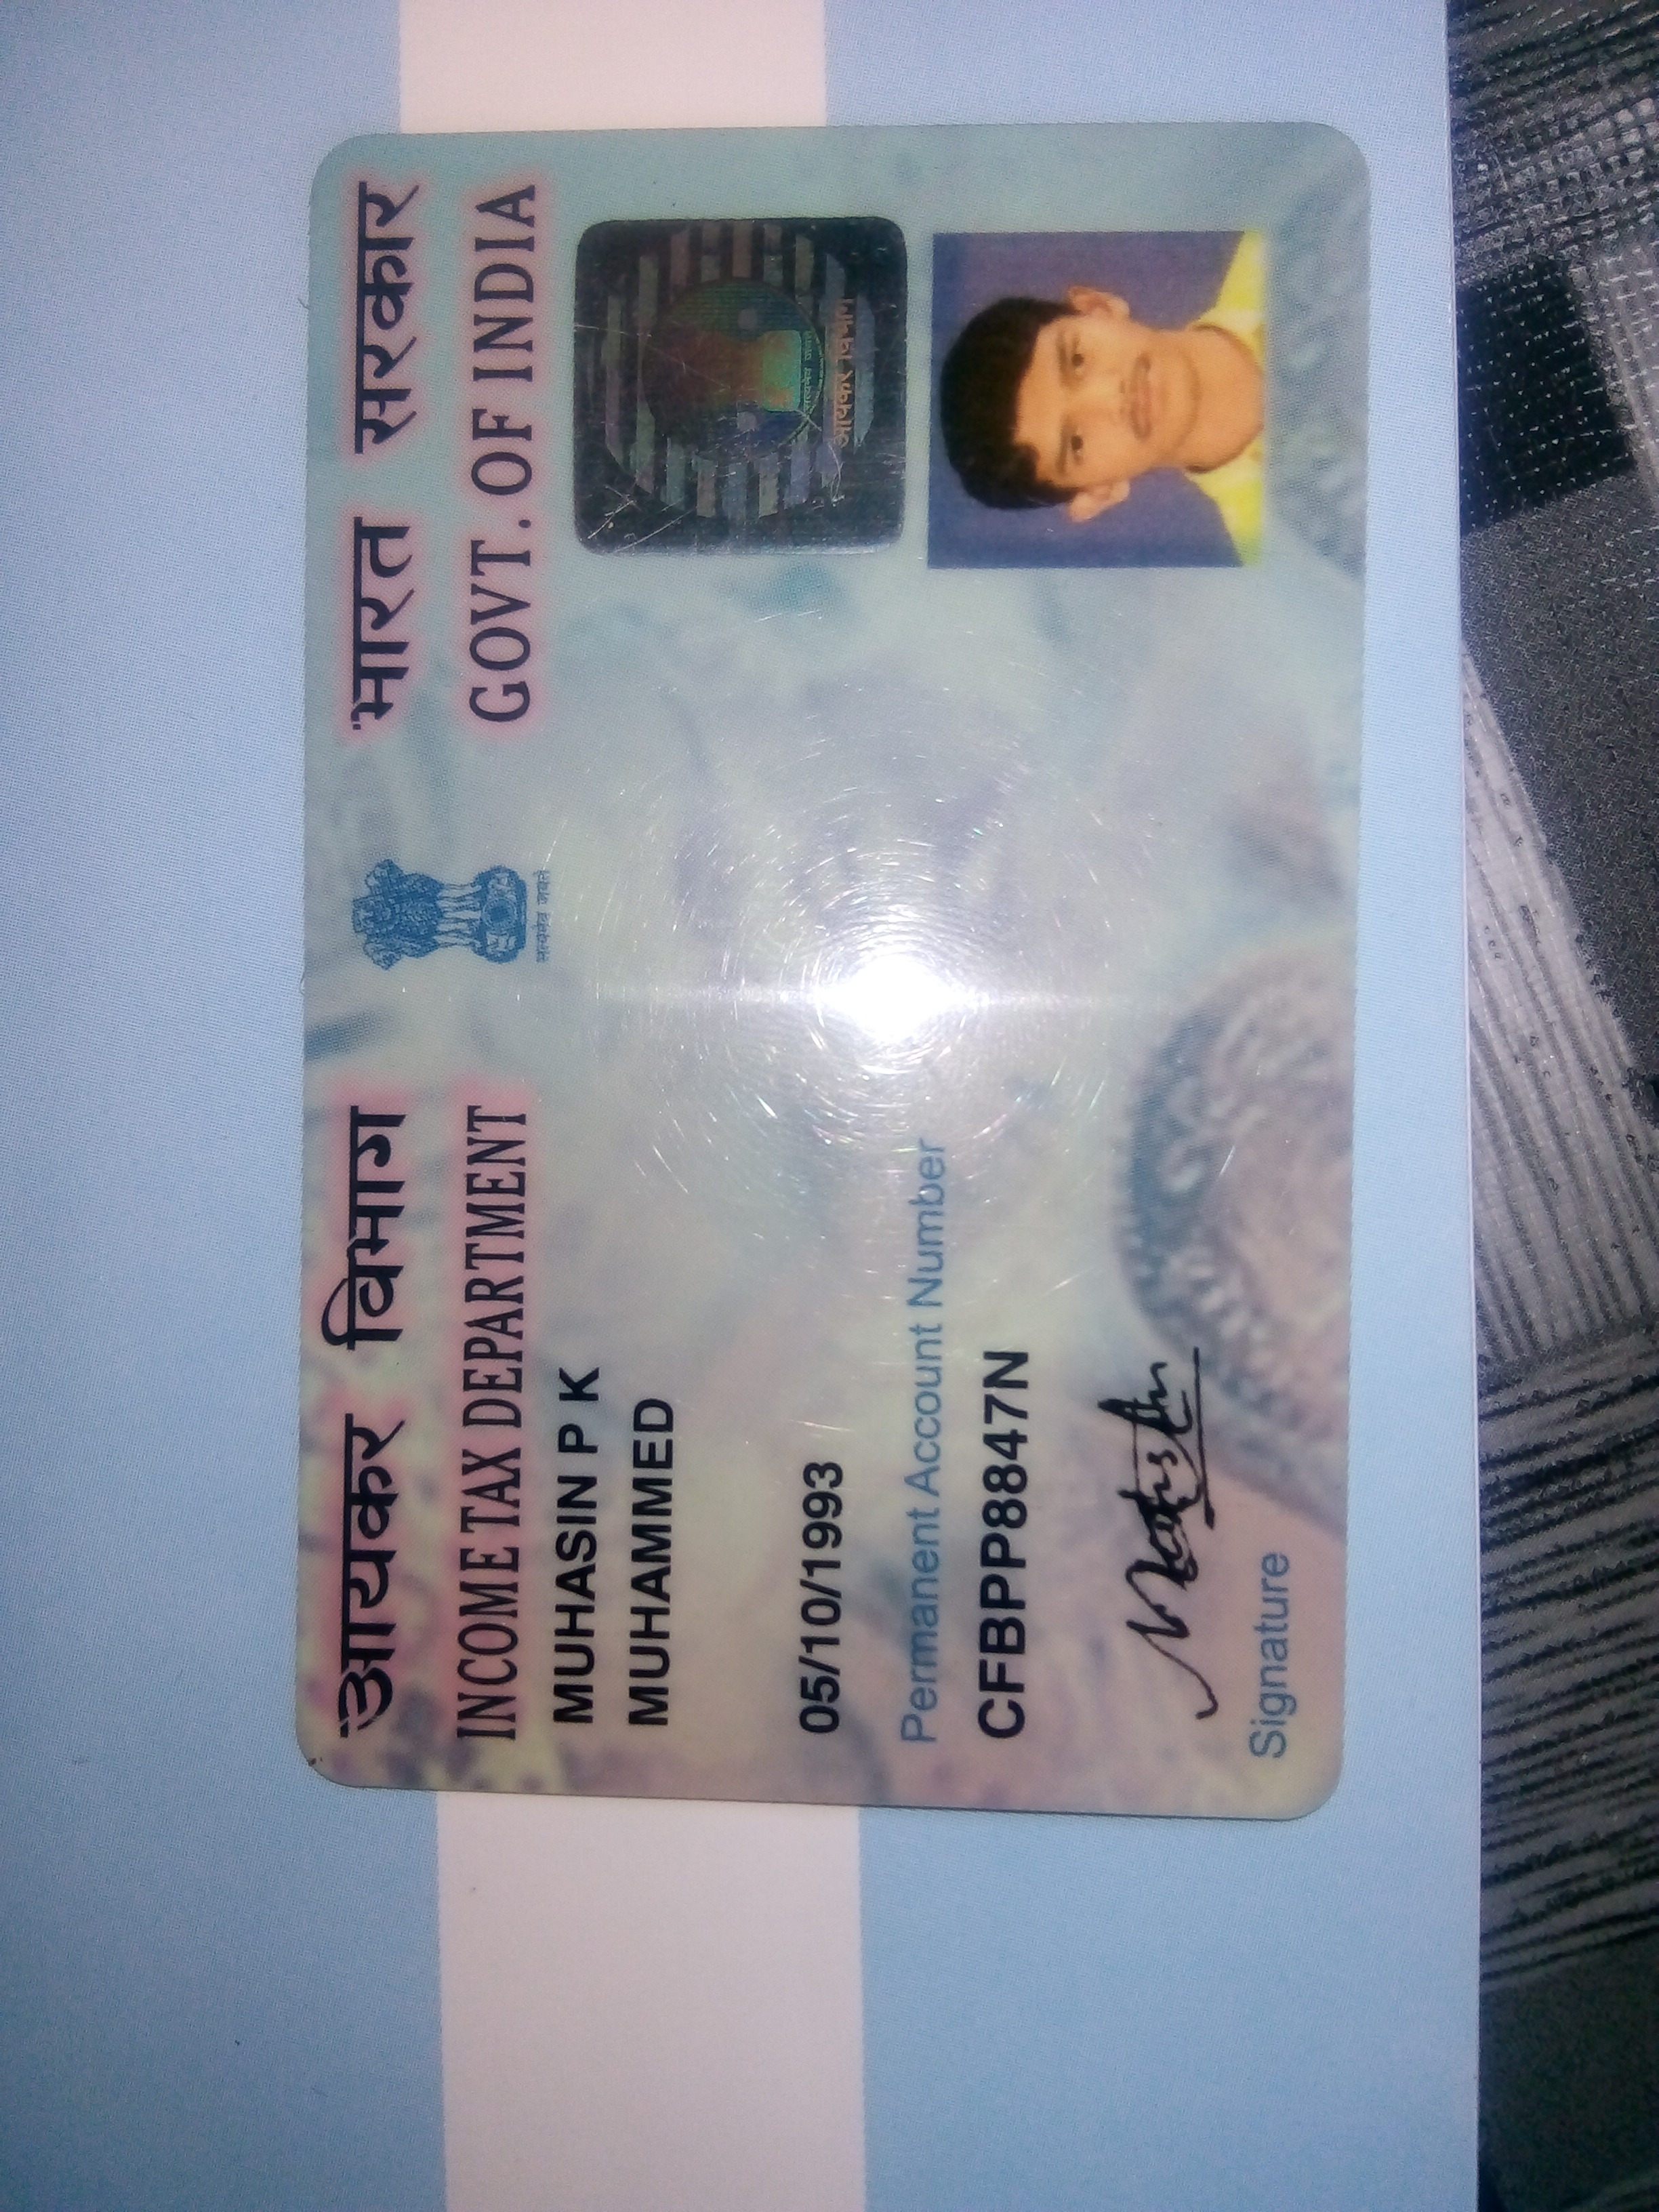 आयकर विभाग
INCOME TAX DEPARTMENT
सत्यमेव जयते
भारत सरकार
GOVT. OF INDIA
MUHASIN P K
MUHAMMED
05/10/1993
Permanent Account Number
CFBPP8847N
Signature
आयकर विभाग